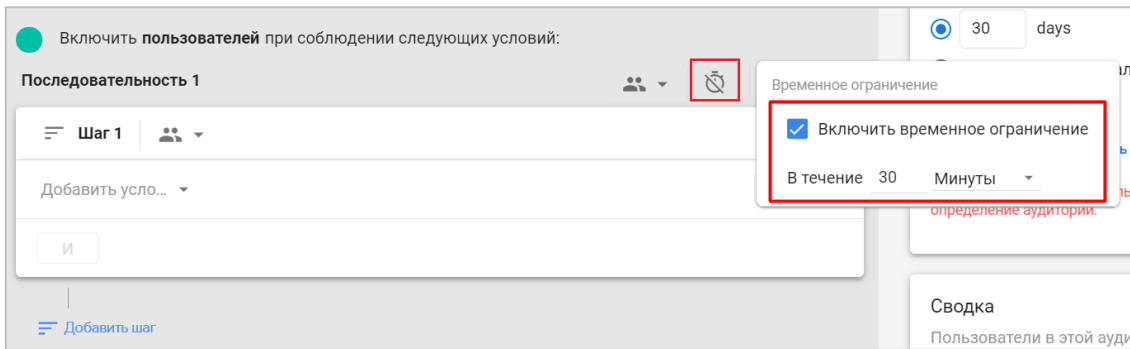 Включить пользователей при соблюдении следующих условий:
30 days
Последовательность 1
Временное ограничение
Шаг 1
Включить временное ограничение
Добавить усло...
В течение 30 Минуты
определение аудитории.
И
Добавить шаг
Сводка
Пользователи в этой